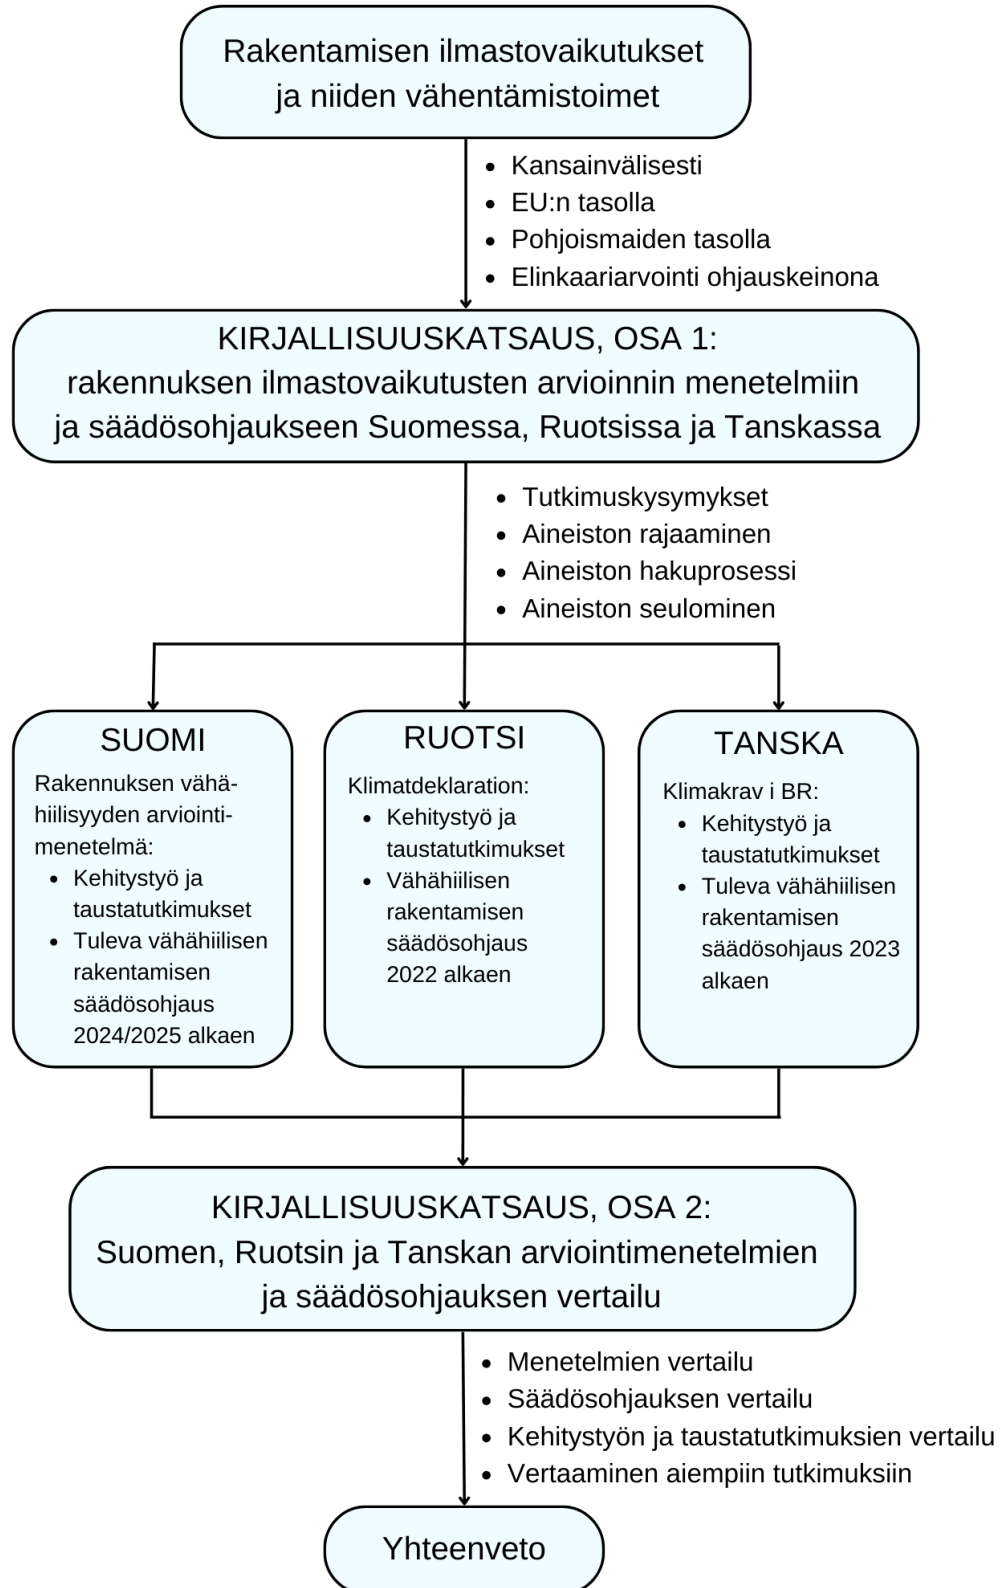 Rakentamisen ilmastovaikutukset
ja niiden vähentämistoimet
• Kansainvälisesti
• EU:n tasolla
• Pohjoismaiden tasolla
• Elinkaariarvointi ohjauskeinona
KIRJALLISUUSKATSAUS, OSA 1:
rakennuksen ilmastovaikutusten arvioinnin menetelmiin
ja säädösohjaukseen Suomessa, Ruotsissa ja Tanskassa
• Tutkimuskysymykset
• Aineiston rajaaminen
• Aineiston hakuprosessi
• Aineiston seulominen
SUOMI
Rakennuksen vähä-
hiilisyyden arviointi-
menetelmä:
• Kehitystyö ja
taustatutkimukset
• Tuleva vähähiilisen
rakentamisen
säädösohjaus
2024/2025 alkaen
RUOTSI
Klimatdeklaration:
• Kehitystyö ja
taustatutkimukset
• Vähähiilisen
rakentamisen
säädösohjaus
2022 alkaen
TANSKA
Klimakrav i BR:
• Kehitystyö ja
taustatutkimukset
• Tuleva vähähiilisen
rakentamisen
säädösohjaus 2023
alkaen
KIRJALLISUUSKATSAUS, OSA 2:
Suomen, Ruotsin ja Tanskan arviointimenetelmien
ja säädösohjauksen vertailu
• Menetelmien vertailu
• Säädösohjauksen vertailu
• Kehitystyön ja taustatutkimuksien vertailu
• Vertaaminen aiempiin tutkimuksiin
Yhteenveto